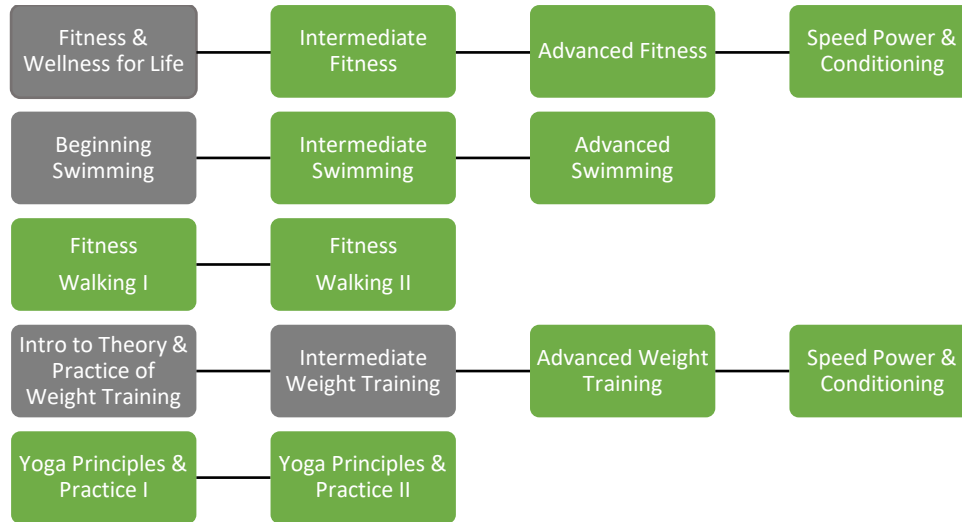 Fitness &
Wellness for Life
Intermediate
Fitness
Advanced Fitness
Speed Power &
Conditioning
Beginning
Swimming
Intermediate
Swimming
Advanced
Swimming
Fitness
Walking I
Fitness
Walking II
Intro to Theory &
Practice of
Weight Training
Intermediate
Weight Training
Advanced Weight
Training
Speed Power &
Conditioning
Yoga Principles &
Practice I
Yoga Principles &
Practice II